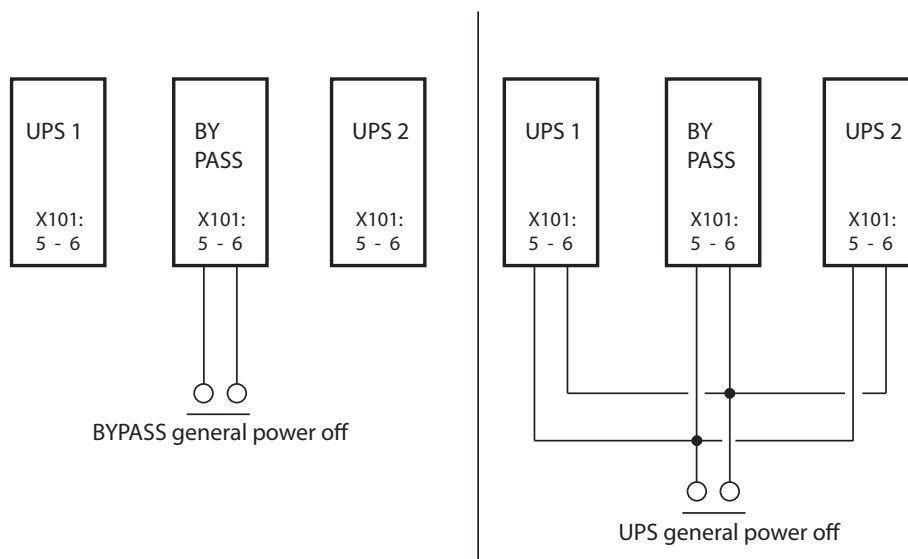 UPS 1
BY
PASS
UPS 2
X101:
5 - 6
X101:
5 - 6
X101:
5 - 6
BYPASS general power off
UPS 1
BY
PASS
UPS 2
X101:
5 - 6
X101:
5 - 6
X101:
5 - 6
UPS general power off